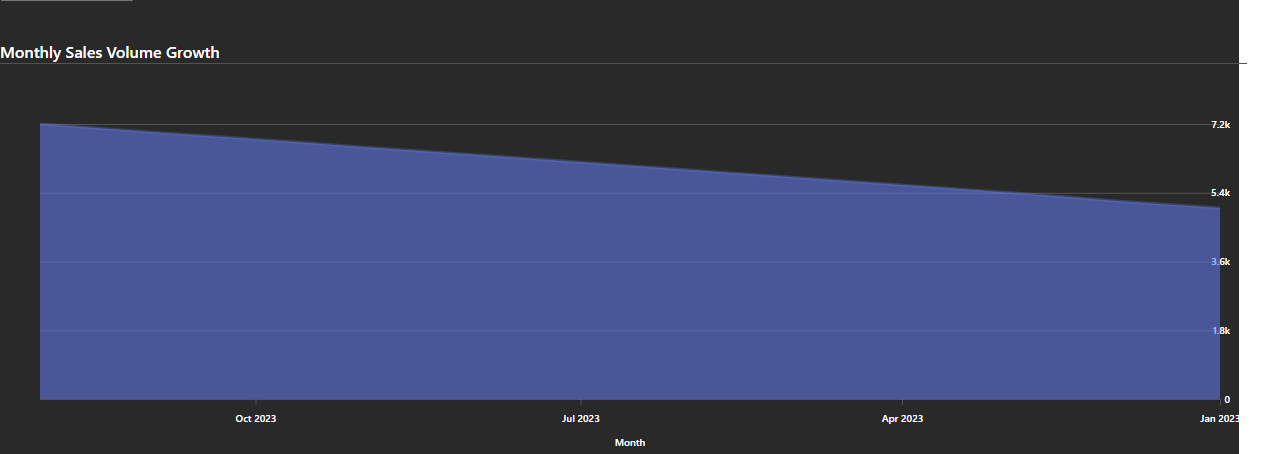 Monthly Sales Volume Growth
7.2k
5.4k
3.6k
1.8k
0
Oct 2023 Jul 2023 Apr 2023 Jan 2023
Month